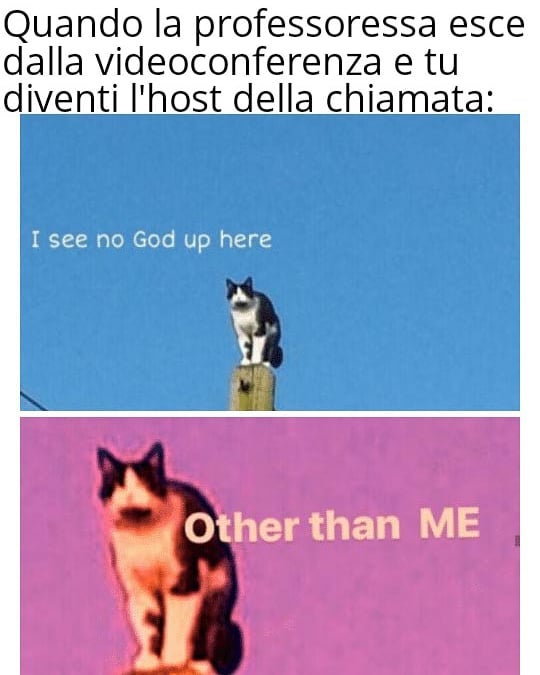 Quando la professoressa esce
dalla videoconferenza e tu
diventi l'host della chiamata:
I see no God up here
Other than ME